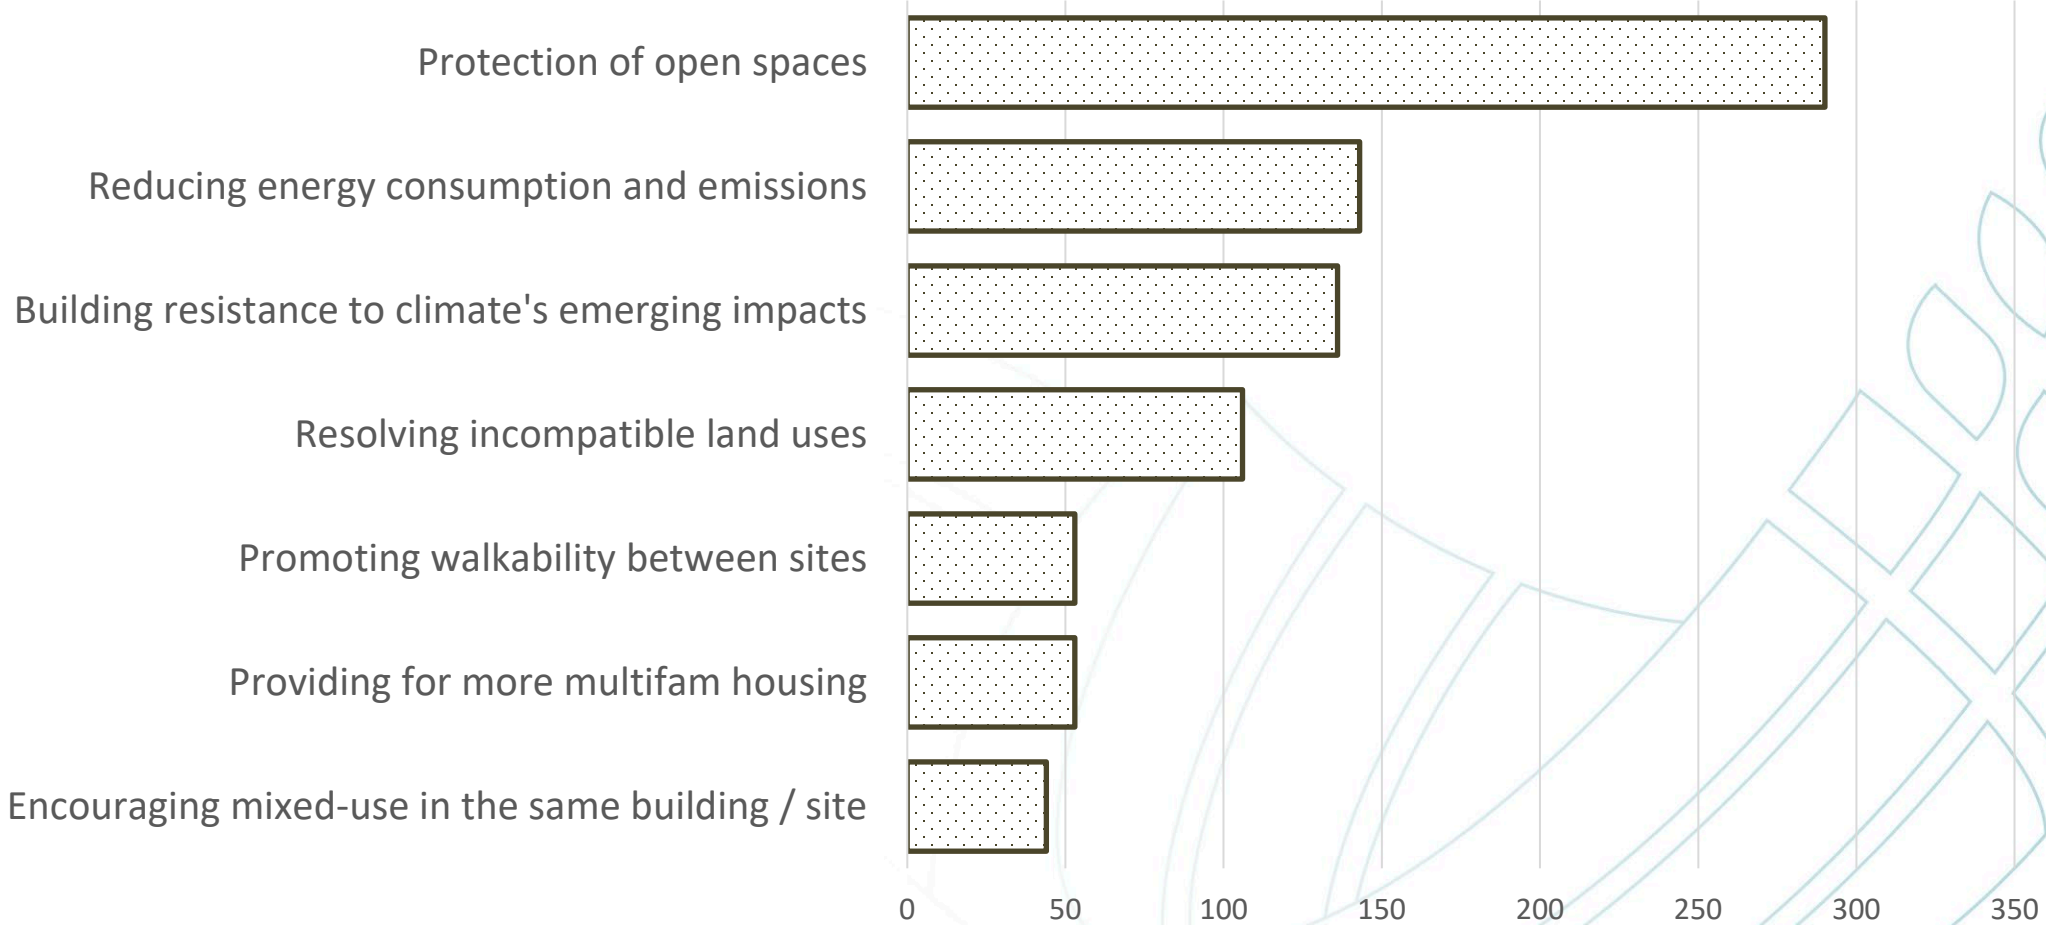 Protection of open spaces
Reducing energy consumption and emissions
Building resistance to climate's emerging impacts
Resolving incompatible land uses
Promoting walkability between sites
Providing for more multifam housing
Encouraging mixed-use in the same building / site
0 50 100 150 200 250 300 350